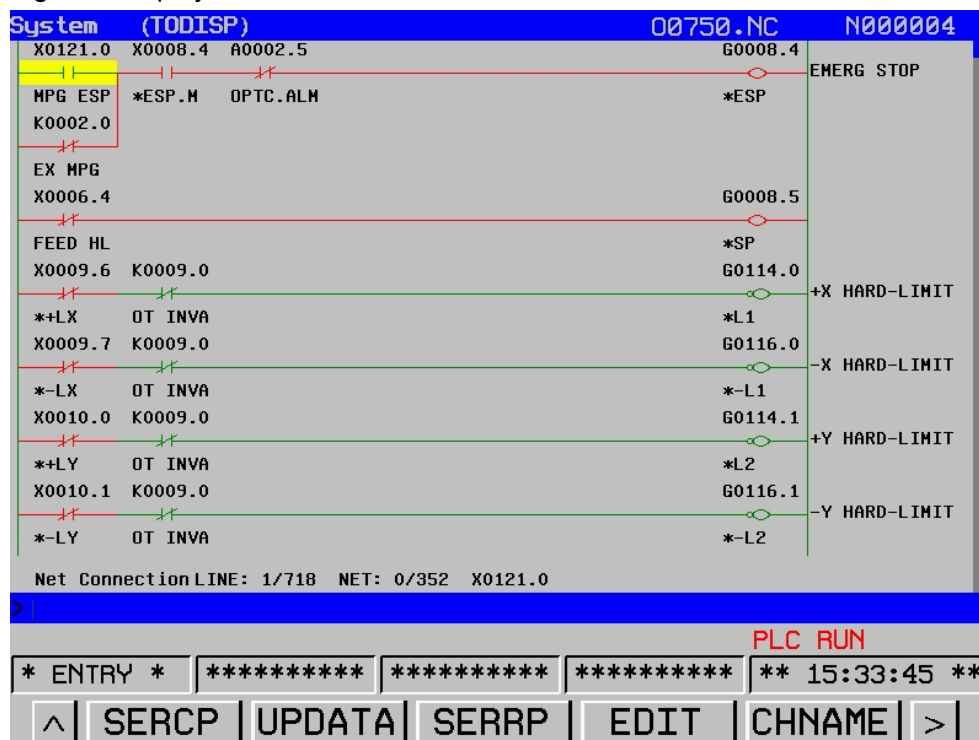 System (TODISP) O0750.NC N000004
X0121.0 X0008.4 A0002.5 G0008.4
EMERG STOP
MPG ESP *ESP.M OPTC.ALM *ESP
K0002.0
EX MPG
X0006.4 G0008.5
FEED HL *SP
X0009.6 K0009.0 G0114.0
+X HARD-LIMIT
*+LX OT INVA *L1
X0009.7 K0009.0 G0116.0
-X HARD-LIMIT
*-LX OT INVA *-L1
X0010.0 K0009.0 G0114.1
+Y HARD-LIMIT
*+LY OT INVA *L2
X0010.1 K0009.0 G0116.1
-Y HARD-LIMIT
*-LY OT INVA *-L2
Net Connection LINE: 1/718 NET: 0/352 X0121.0
>
PLC RUN
* ENTRY * ********** ********** ********** ** 15:33:45 **
^ SERCP UPDATA SERRP EDIT CHNAME >